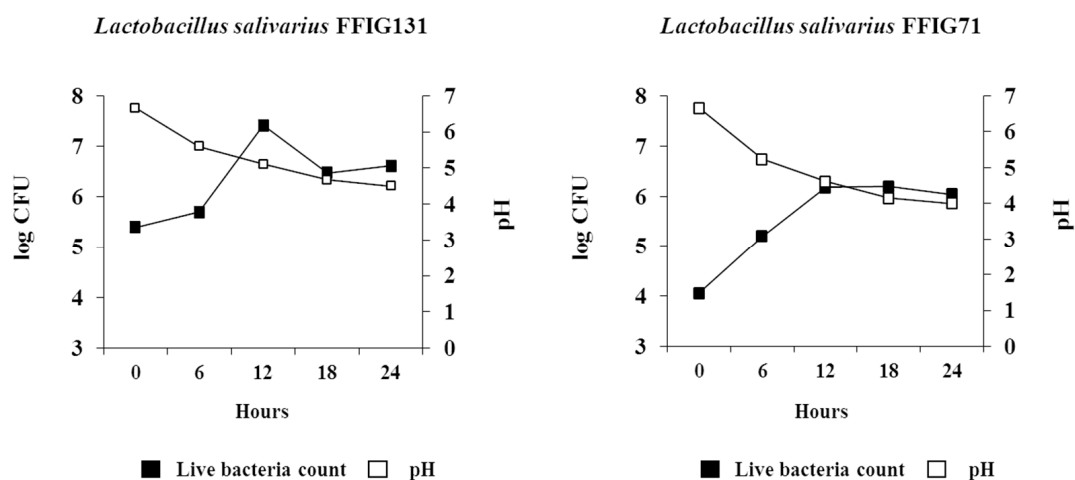 Lactobacillus salivarius FFIG131
8
7
6
5
4
3
log CFU
7
6
5
4
3
2
1
0
pH
0 6 12 18 24
Hours
Live bacteria count pH
Lactobacillus salivarius FFIG71
8
7
6
5
4
3
log CFU
7
6
5
4
3
2
1
0
pH
0 6 12 18 24
Hours
Live bacteria count pH